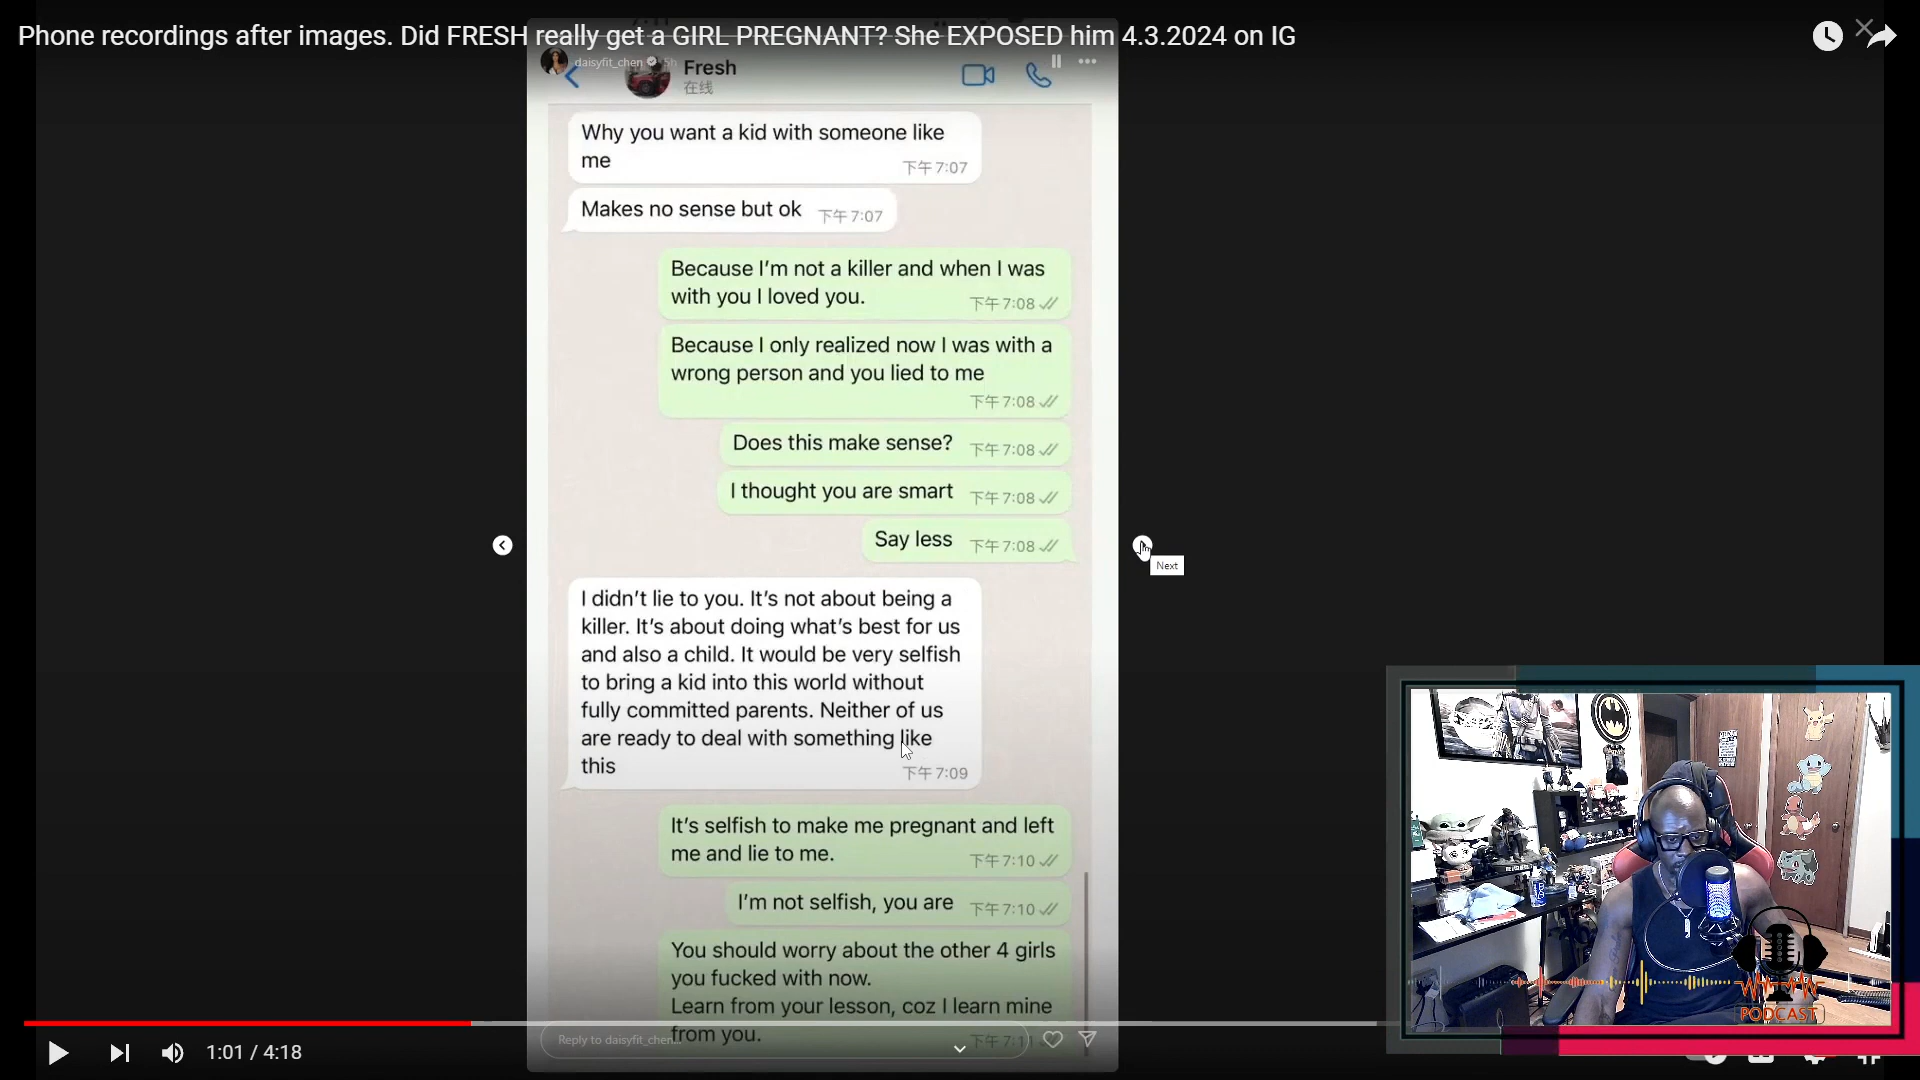 Phone recordings after images. Did FRESH really get a GIRL PREGNANT? She EXPOSED him 4.3.2024 on IG
daisyfit_chen 5h
Fresh
在线
Why you want a kid with someone like
me
下午 7:07
Makes no sense but ok 下午 7:07
Because I'm not a killer and when I was
with you I loved you. 下午 7:08
Because I only realized now I was with a
wrong person and you lied to me
下午 7:08
Does this make sense? 下午 7:08
I thought you are smart 下午 7:08
Say less 下午 7:08
Next
I didn't lie to you. It's not about being a
killer. It's about doing what's best for us
and also a child. It would be very selfish
to bring a kid into this world without
fully committed parents. Neither of us
are ready to deal with something like
this 下午 7:09
It's selfish to make me pregnant and left
me and lie to me. 下午 7:10
I'm not selfish, you are 下午 7:10
You should worry about the other 4 girls
you fucked with now.
Learn from your lesson, coz I learn mine
from you. 下午 7:11
Reply to daisyfit_chen...
PODCAST
1:01 / 4:18